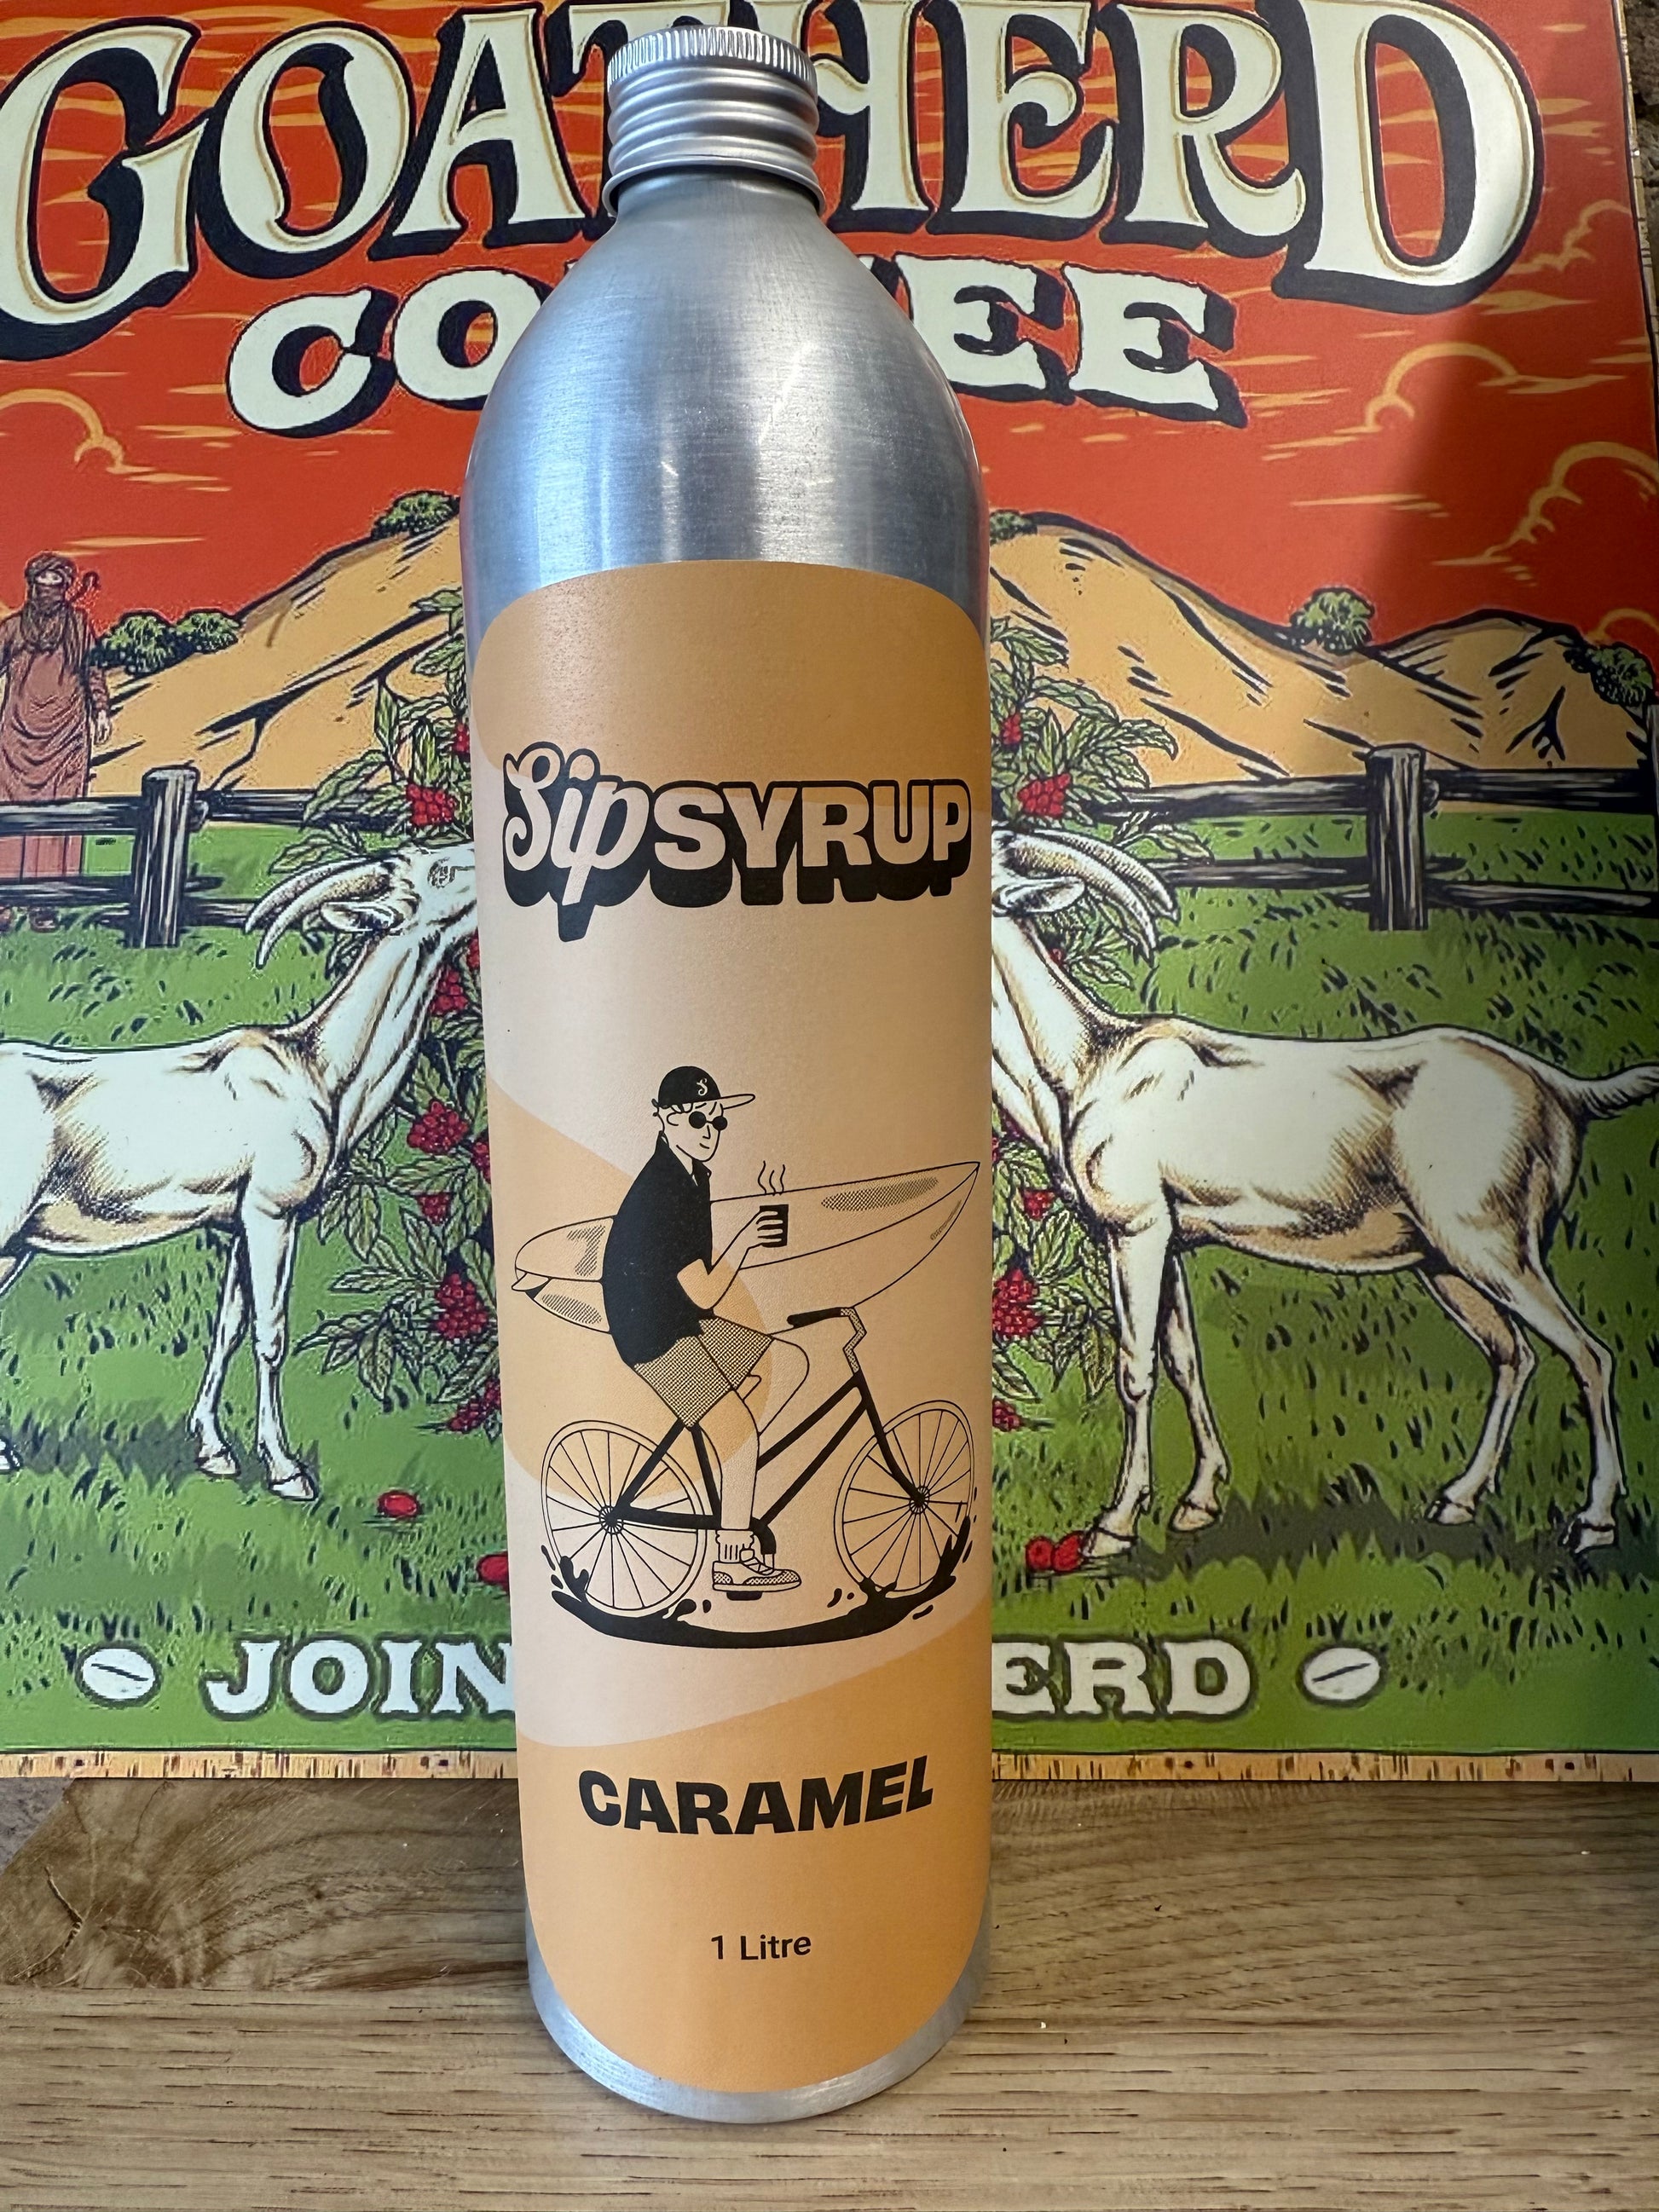 GOATHERD
CO EE
SipSYRUP
S
JOIN ERD
CARAMEL
1 Litre